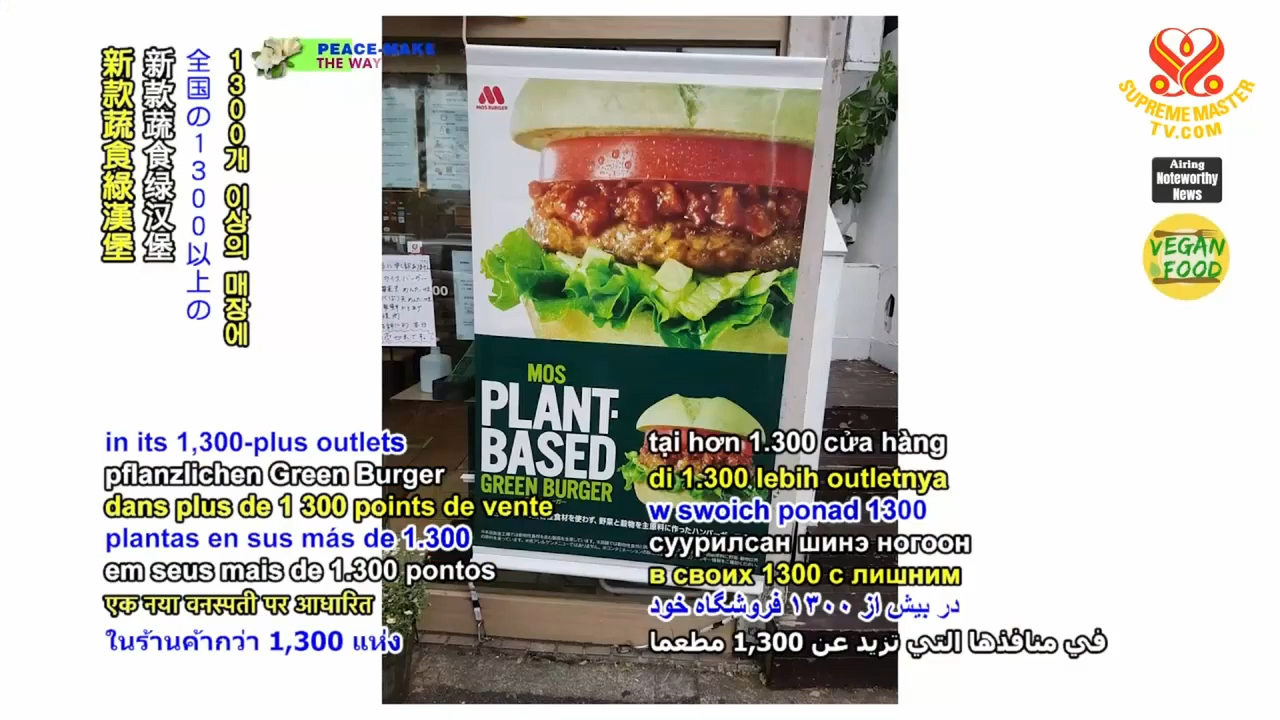 PEACE-MAKE
THE WAY
新款蔬食綠漢堡
新款蔬食绿汉堡
全国の1300以上の
1300개 이상의 매장에
SUPREME MASTER
TV.COM
Airing
Noteworthy
News
VEGAN
FOOD
MOS BURGER
MOS
PLANT-
BASED
GREEN BURGER
in its 1,300-plus outlets
pflanzlichen Green Burger
dans plus de 1 300 points de vente
plantas en sus más de 1.300
em seus mais de 1.300 pontos
एक नया वनस्पती पर आधारित
ในร้านค้ากว่า 1,300 แห่ง
tại hơn 1.300 cửa hàng
di 1.300 lebih outletnya
w swoich ponad 1300
суурилсан шинэ ногоон
в своих 1300 с лишним
در بیش از ۱۳۰۰ فروشگاه خود
في منافذها التي تزيد عن 1,300 مطعما